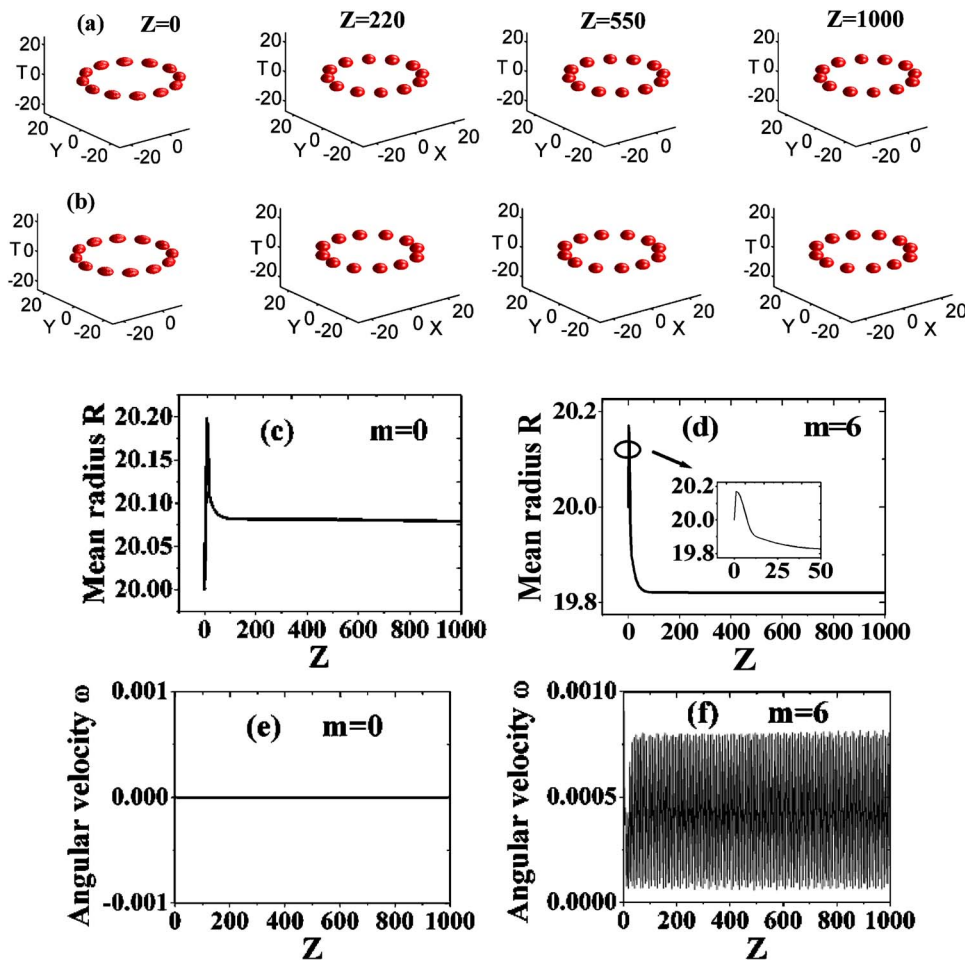 (a) Z=0 Z=220 Z=550 Z=1000
20 20 20 20
T 0 T 0 T 0 T 0
-20 -20 -20 -20
20 Y 0 -20 -20 0
20 Y 0 -20 -20 0 X 20
20 Y 0 -20 -20 0
20 Y 0 -20 -20 0
(b)
20 20 20 20
T 0 T 0 T 0 T 0
-20 -20 -20 -20
20 Y 0 -20 -20 0
20 Y 0 -20 -20 0 X 20
20 Y 0 -20 -20 0 X 20
20 Y 0 -20 -20 0 X 20
Mean radius R
20.20
20.15
20.10
20.05
20.00
(c) m=0
0 200 400 600 800 1000
Z
Mean radius R
20.2
20.0
19.8
(d) m=6
20.2
20.0
19.8
0 25 50
0 200 400 600 800 1000
Z
Angular velocity ω
0.001
0.000
-0.001
(e) m=0
0 200 400 600 800 1000
Z
Angular velocity ω
0.0010
0.0005
0.0000
(f) m=6
0 200 400 600 800 1000
Z